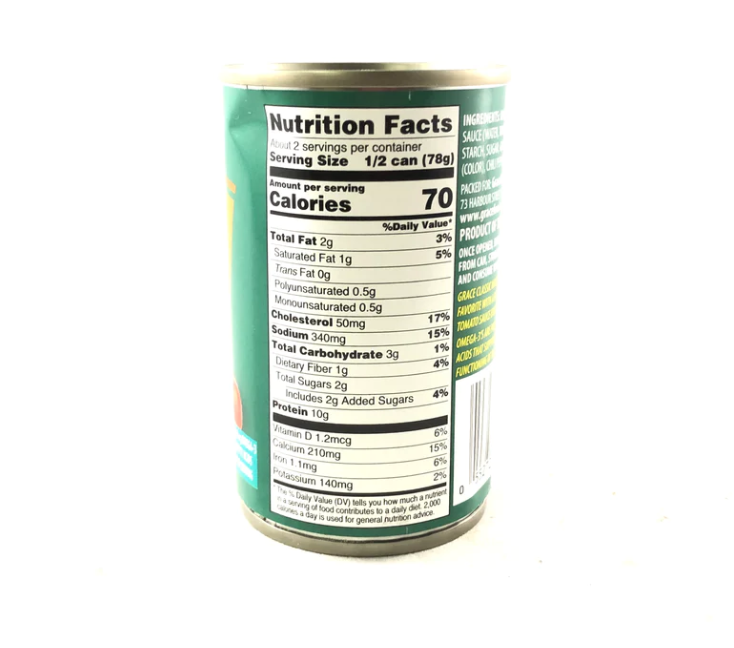 Nutrition Facts
About 2 servings per container
Serving Size 1/2 can (78g)
Amount per serving
Calories 70
%Daily Value*
Total Fat 2g 3%
Saturated Fat 1g 5%
Trans Fat 0g
Polyunsaturated 0.5g
Monounsaturated 0.5g
Cholesterol 50mg 17%
Sodium 340mg 15%
Total Carbohydrate 3g 1%
Dietary Fiber 1g 4%
Total Sugars 2g
Includes 2g Added Sugars 4%
Protein 10g
Vitamin D 1.2mcg 6%
Calcium 210mg 15%
Iron 1.1mg 6%
Potassium 140mg 2%
*The % Daily Value (DV) tells you how much a nutrient
in a serving of food contributes to a daily diet. 2,000
calories a day is used for general nutrition advice.
INGREDIENTS:
SAUCE (WATER,
STARCH, SUGAR,
(COLOR),
PACKED FOR:
73 HARBOUR
PRODUCT
ONCE OPENED,
FROM CAN,
AND CONSUME
GRACE CLASSIC
FAVORITE
TOMATO SAUCE
OMEGA-3
ACIDS THAT
0